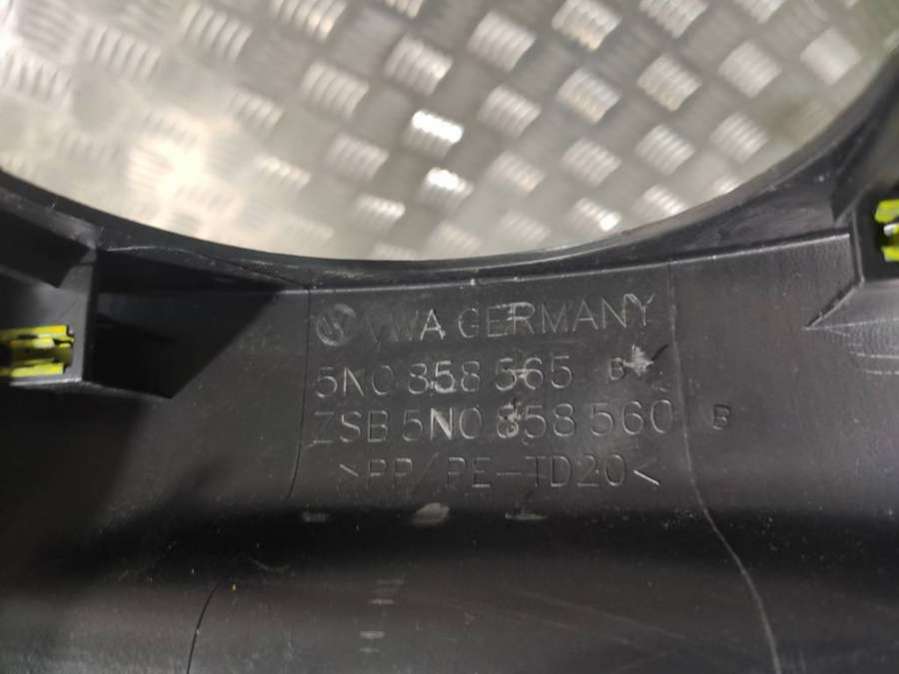 VWA GERMANY
5N0 858 565 B
ZSB 5N0 858 560 B
>PP/PE-TD20<